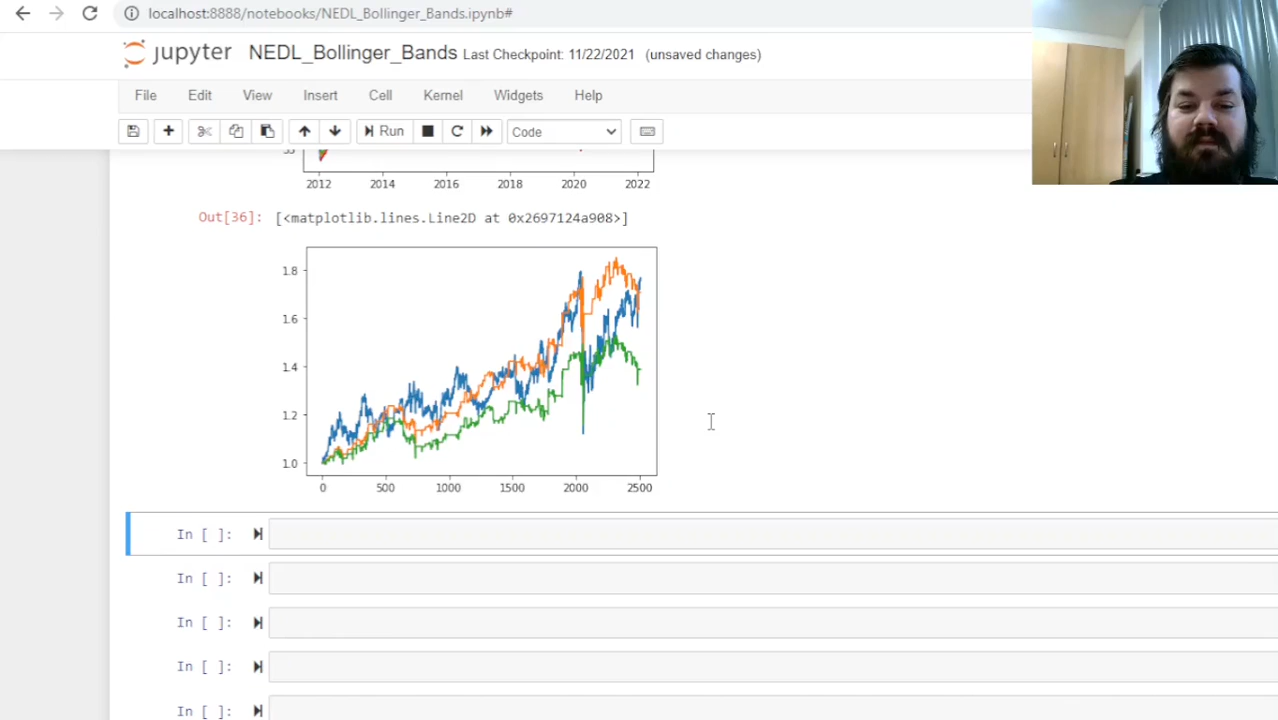 localhost:8888/notebooks/NEDL_Bollinger_Bands.ipynb#
jupyter NEDL_Bollinger_Bands Last Checkpoint: 11/22/2021 (unsaved changes)
File Edit View Insert Cell Kernel Widgets Help
Run Code
2012 2014 2016 2018 2020 2022
Out[36]: [<matplotlib.lines.Line2D at 0x2697124a908>]
1.8
1.6
1.4
1.2
1.0
0 500 1000 1500 2000 2500
In [ ]:
In [ ]:
In [ ]:
In [ ]:
In [ ]: